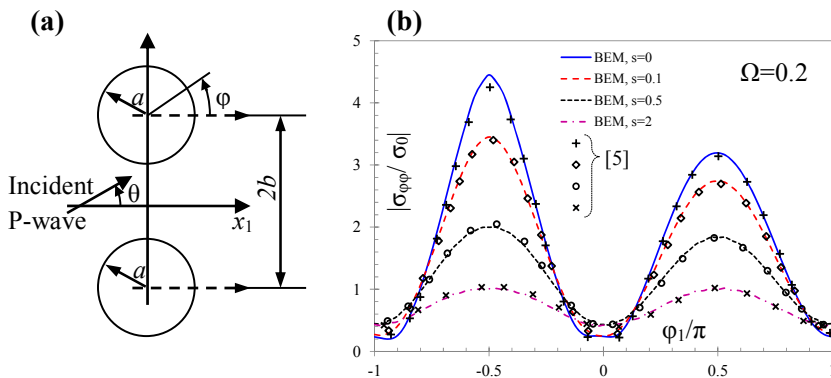 (a)
a
φ
Incident
P-wave
θ
x₁
2b
a
(b)
|σφφ/ σ0|
5
4
3
2
1
0
-1
-0.5
0
0.5
1
BEM, s=0
BEM, s=0.1
BEM, s=0.5
BEM, s=2
[5]
Ω=0.2
φ₁/π